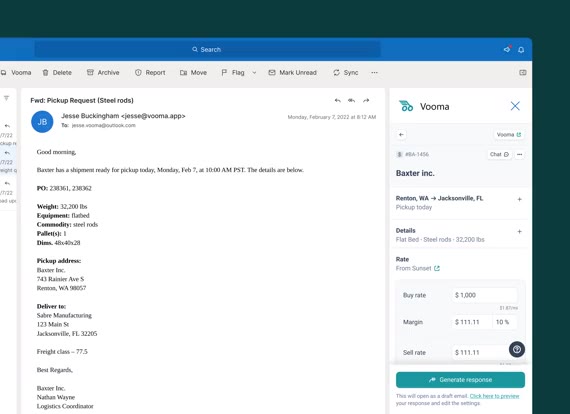 Search
Vooma Delete Archive Report Move Flag Mark Unread Sync ...
Fwd: Pickup Request (Steel rods)
JB
Jesse Buckingham <jesse@vooma.app>
To: jesse.vooma@outlook.com
Monday, February 7, 2022 at 8:12 AM
/7/22
/7/22
/7/22
Good morning,
Baxter has a shipment ready for pickup today, Monday, Feb 7, at 10:00 AM PST. The details are below.
PO: 238361, 238362
Weight: 32,200 lbs
Equipment: flatbed
Commodity: steel rods
Pallet(s): 1
Dims. 48x40x28
Pickup address:
Baxter Inc.
743 Rainier Ave S
Renton, WA 98057
Deliver to:
Sabre Manufacturing
123 Main St
Jacksonville, FL 32205
Freight class – 77.5
Best Regards,
Baxter Inc.
Nathan Wayne
Logistics Coordinator
Vooma
Vooma
#BA-1456
Chat
Baxter inc.
Renton, WA → Jacksonville, FL
Pickup today
Details
Flat Bed · Steel rods · 32,200 lbs
Rate
From Sunset
Buy rate $ 1,000
Margin $ 111.11 10 %
Sell rate $ 111.11
Generate response
This will open as a draft email. Click here to preview
your response and edit the settings.